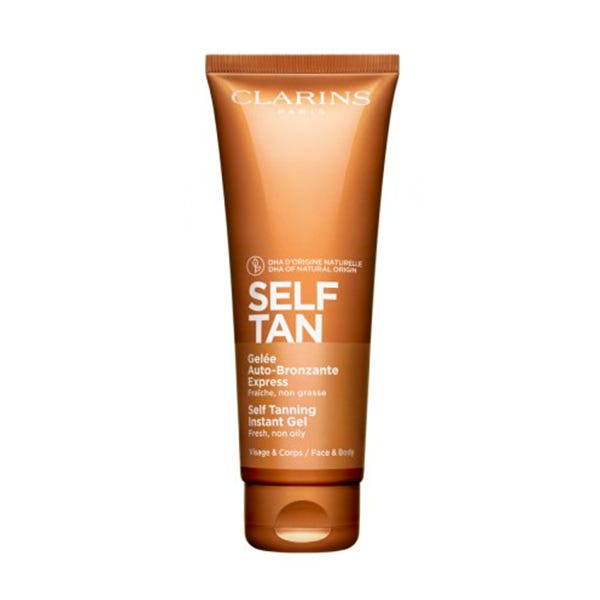 CLARINS
PARIS
DHA D'ORIGINE NATURELLE
DHA OF NATURAL ORIGIN
SELF
TAN
Gelée
Auto-Bronzante
Express
Fraîche, non grasse
Self Tanning
Instant Gel
Fresh, non oily
Visage & Corps / Face & Body